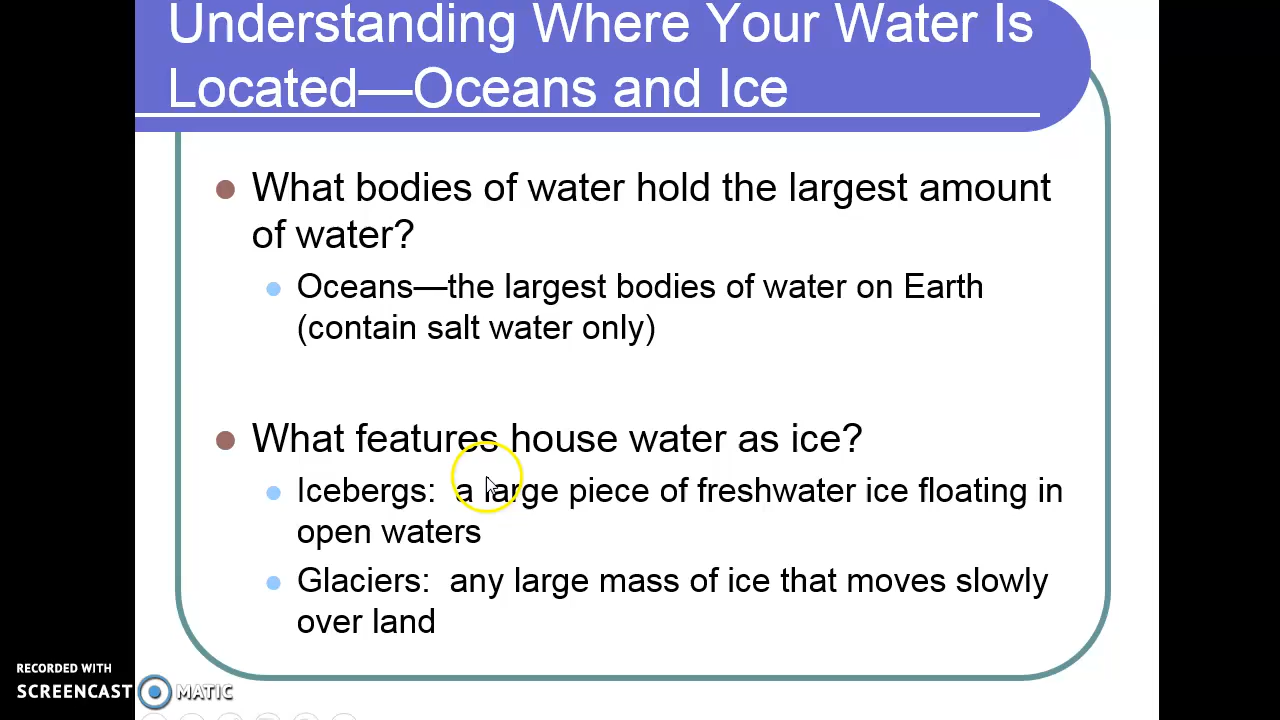 Understanding Where Your Water Is
Located—Oceans and Ice
What bodies of water hold the largest amount
of water?
Oceans—the largest bodies of water on Earth
(contain salt water only)
What features house water as ice?
Icebergs: a large piece of freshwater ice floating in
open waters
Glaciers: any large mass of ice that moves slowly
over land
RECORDED WITH
SCREENCAST MATIC